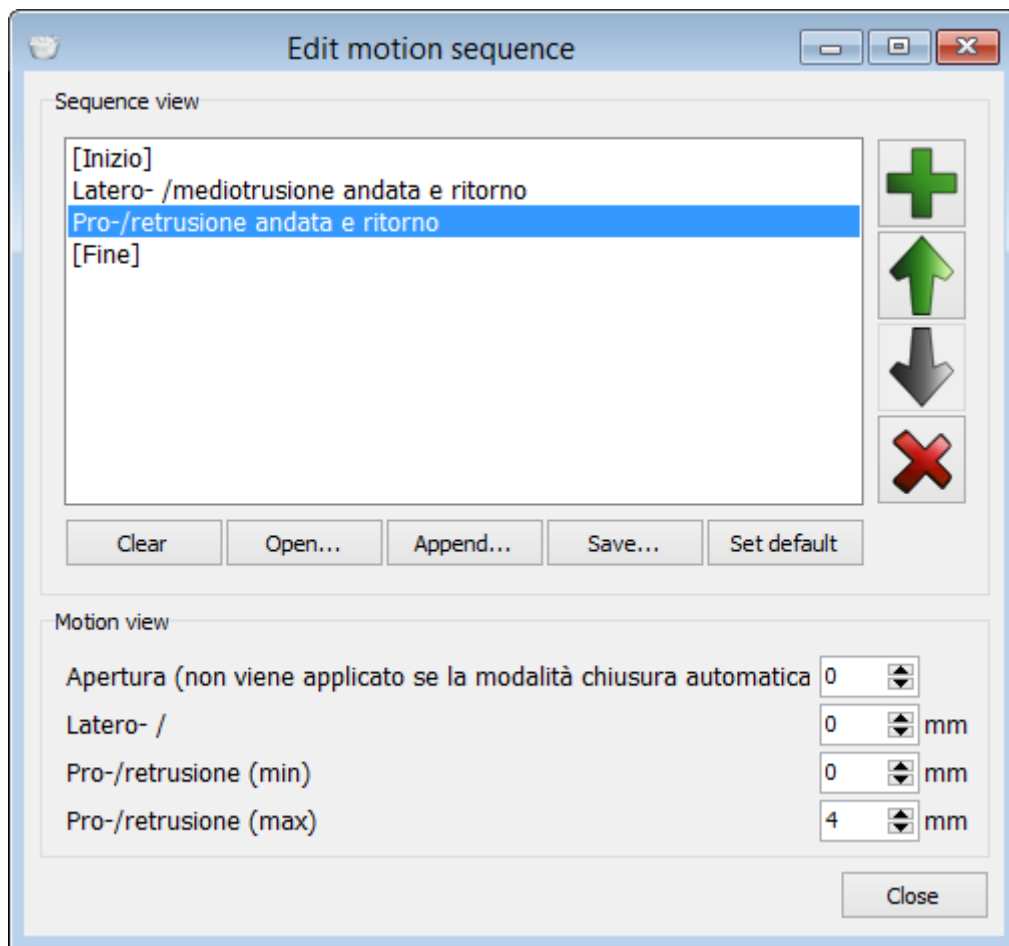 Edit motion sequence
Sequence view
[Inizio]
Latero- /mediotrusione andata e ritorno
Pro-/retrusione andata e ritorno
[Fine]
Clear Open... Append... Save... Set default
Motion view
Apertura (non viene applicato se la modalità chiusura automatica 0
Latero- / 0 mm
Pro-/retrusione (min) 0 mm
Pro-/retrusione (max) 4 mm
Close